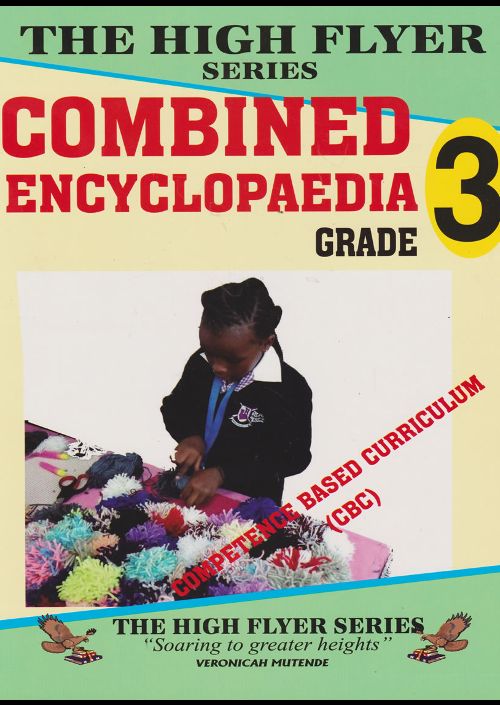 THE HIGH FLYER
SERIES
COMBINED
ENCYCLOPAEDIA
3
GRADE
COMPETENCE BASED CURRICULUM
(CBC)
THE HIGH FLYER SERIES
"Soaring to greater heights"
VERONICAH MUTENDE